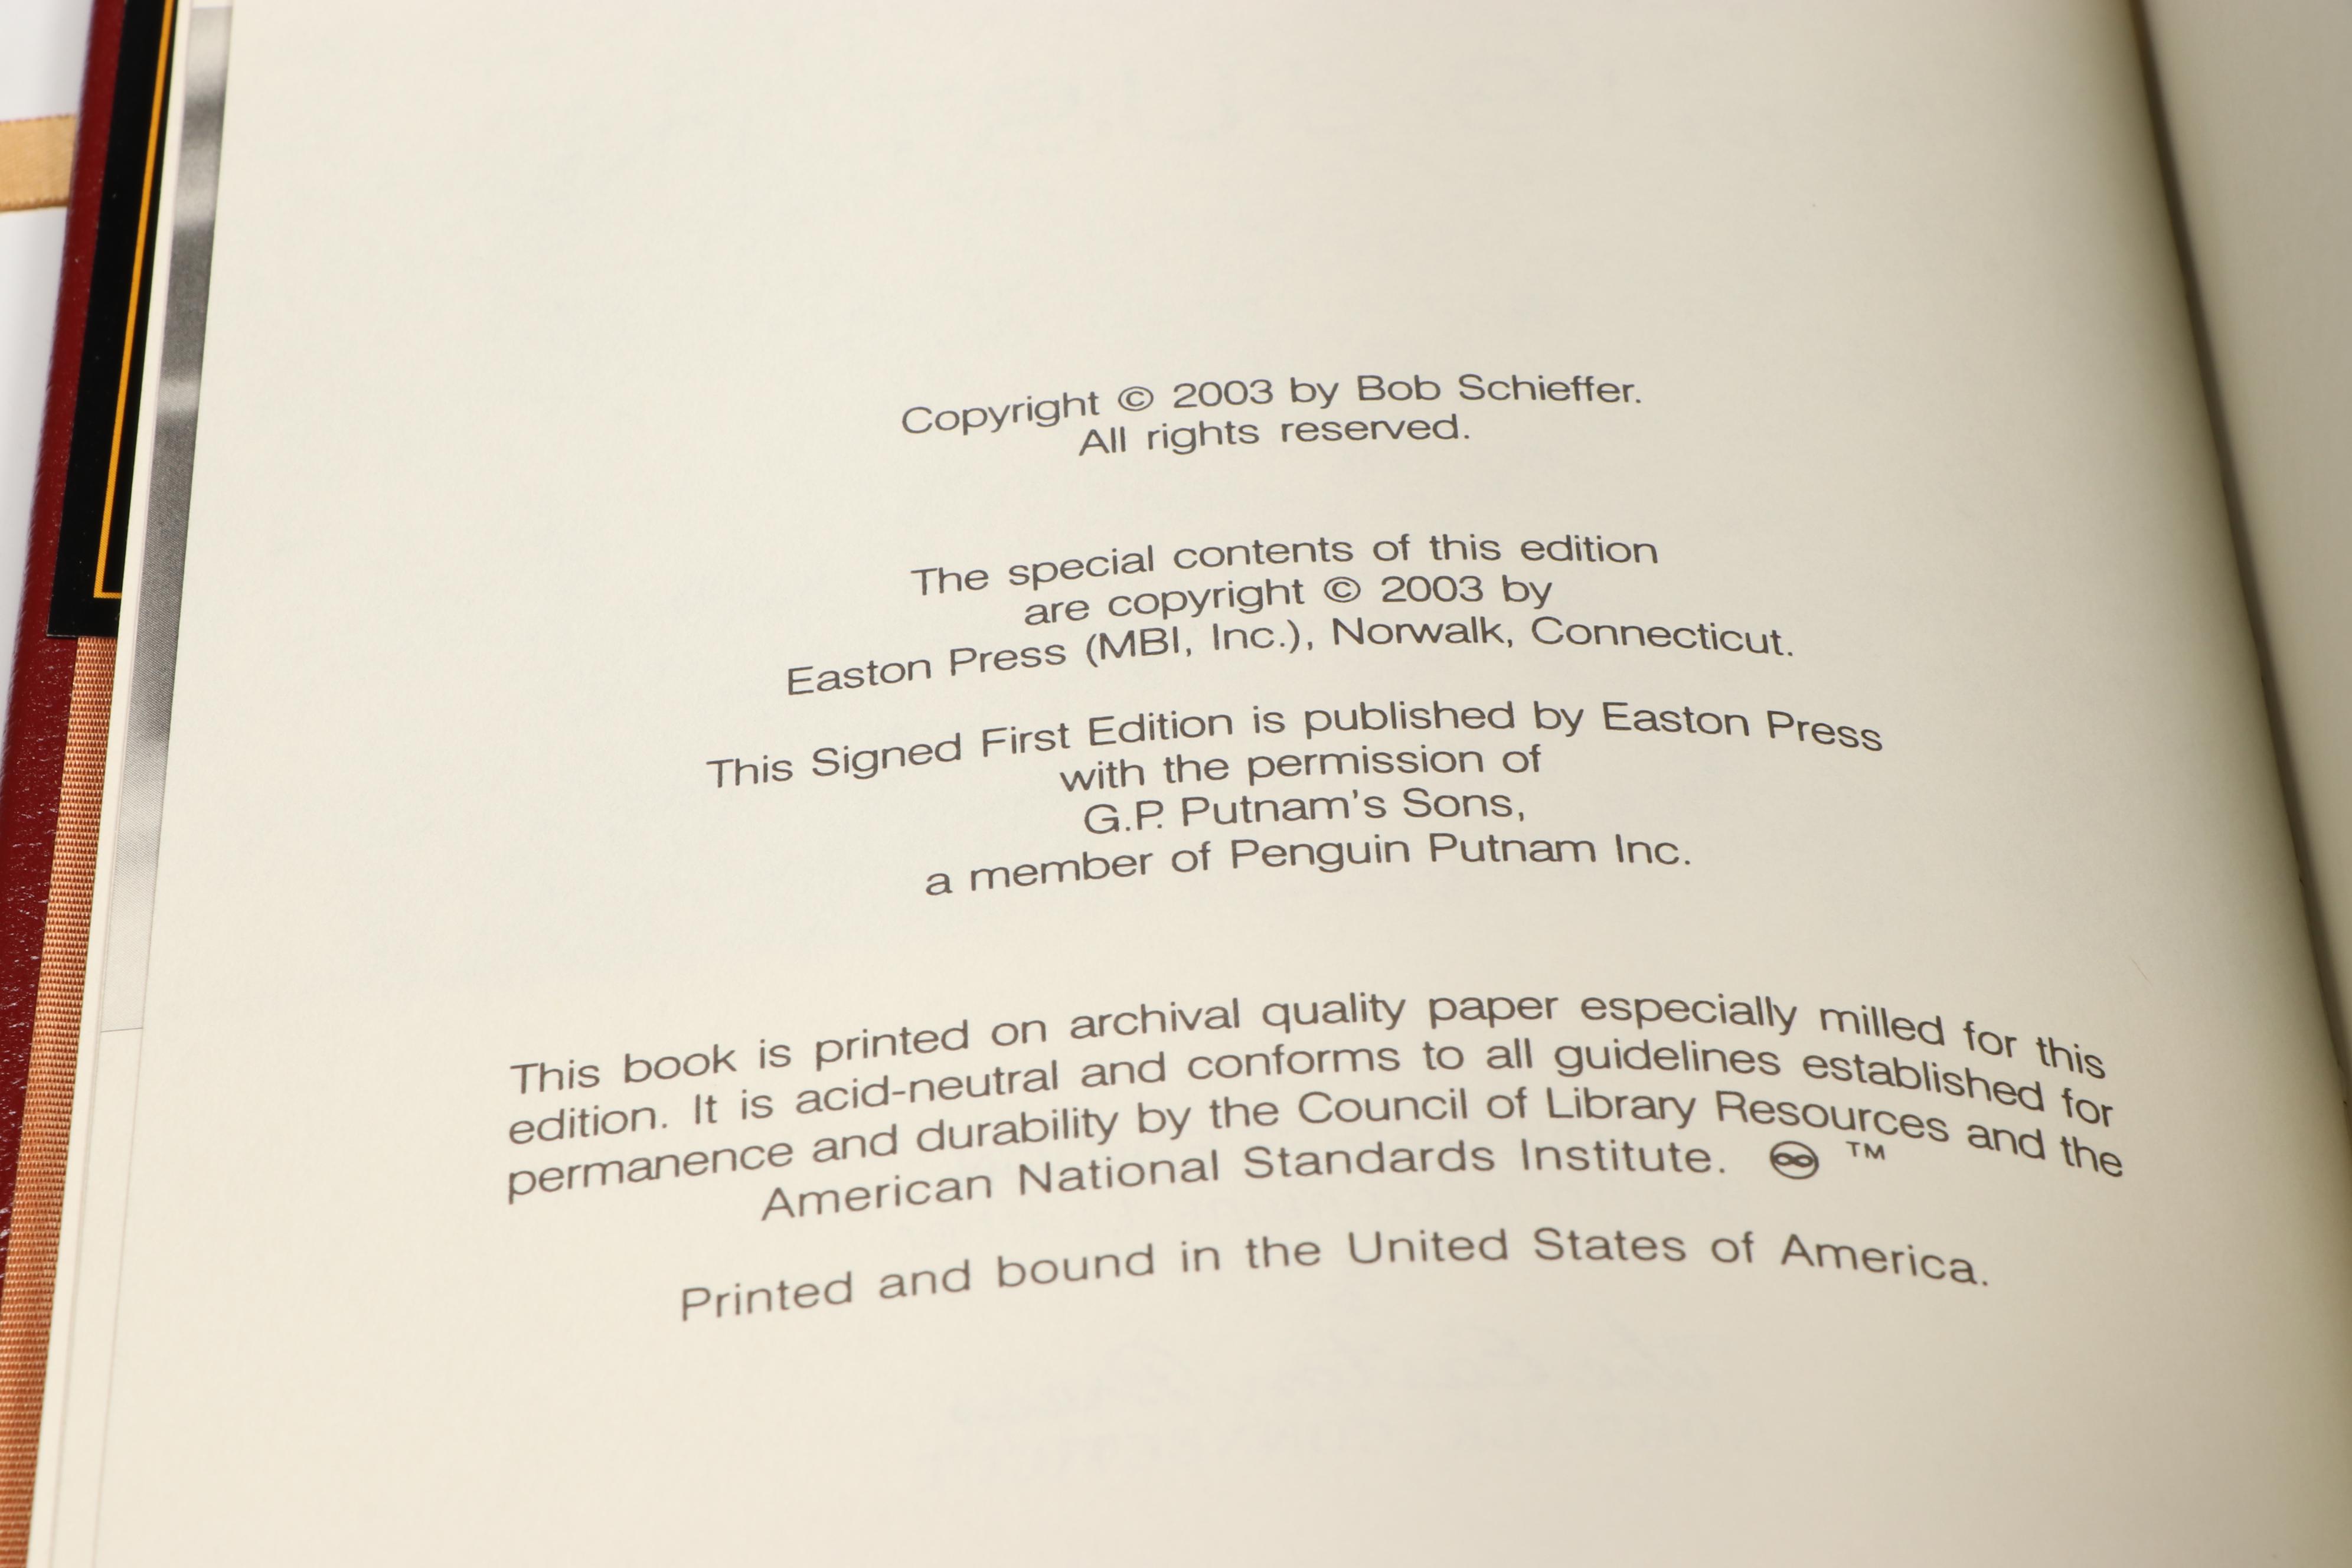 Copyright © 2003 by Bob Schieffer.
All rights reserved.
The special contents of this edition
are copyright © 2003 by
Easton Press (MBI, Inc.), Norwalk, Connecticut.
This Signed First Edition is published by Easton Press
with the permission of
G.P. Putnam's Sons,
a member of Penguin Putnam Inc.
This book is printed on archival quality paper especially milled for this
edition. It is acid-neutral and conforms to all guidelines established for
permanence and durability by the Council of Library Resources and the
American National Standards Institute. ♾ ™
Printed and bound in the United States of America.